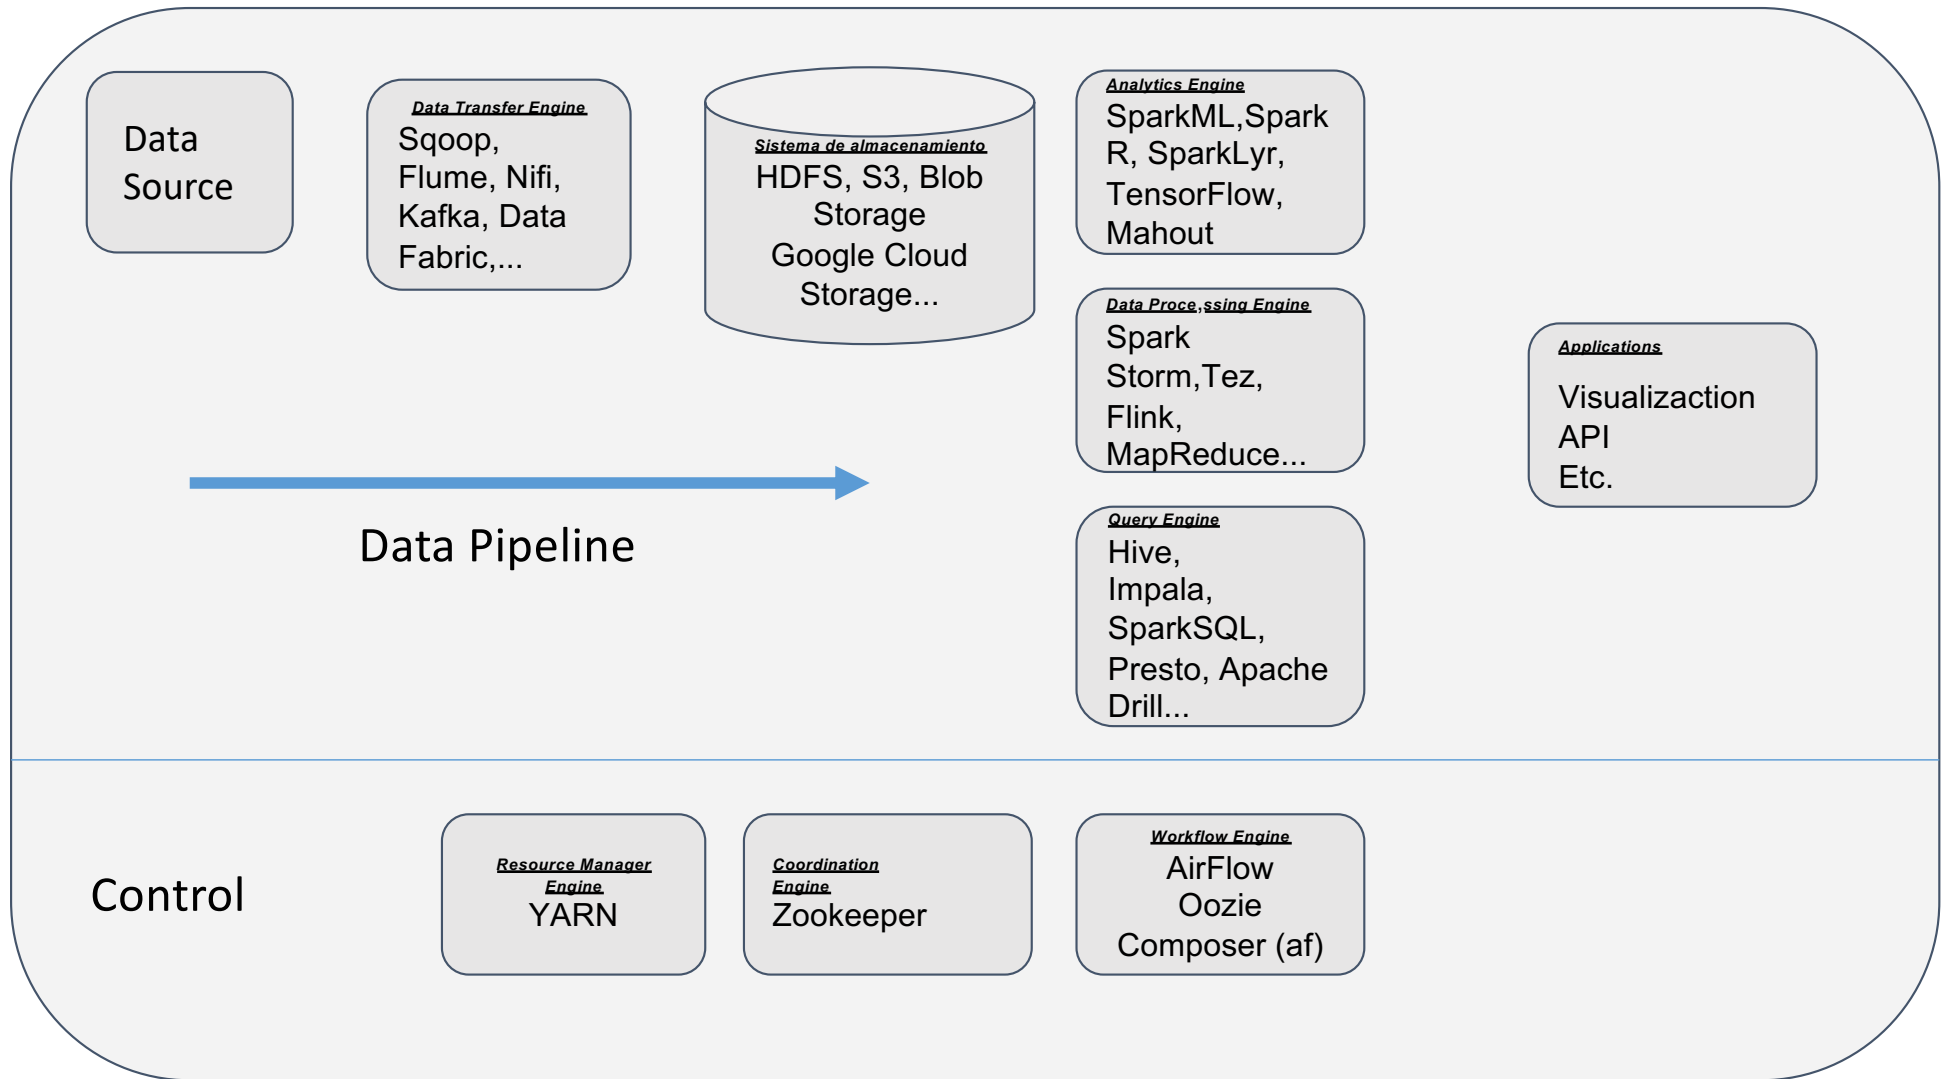 Data
Source
Data Transfer Engine
Sqoop,
Flume, Nifi,
Kafka, Data
Fabric,...
Sistema de almacenamiento
HDFS, S3, Blob
Storage
Google Cloud
Storage...
Analytics Engine
SparkML,Spark
R, SparkLyr,
TensorFlow,
Mahout
Data Proce,ssing Engine
Spark
Storm,Tez,
Flink,
MapReduce...
Query Engine
Hive,
Impala,
SparkSQL,
Presto, Apache
Drill...
Applications
Visualizaction
API
Etc.
Data Pipeline
Control
Resource Manager
Engine
YARN
Coordination
Engine
Zookeeper
Workflow Engine
AirFlow
Oozie
Composer (af)